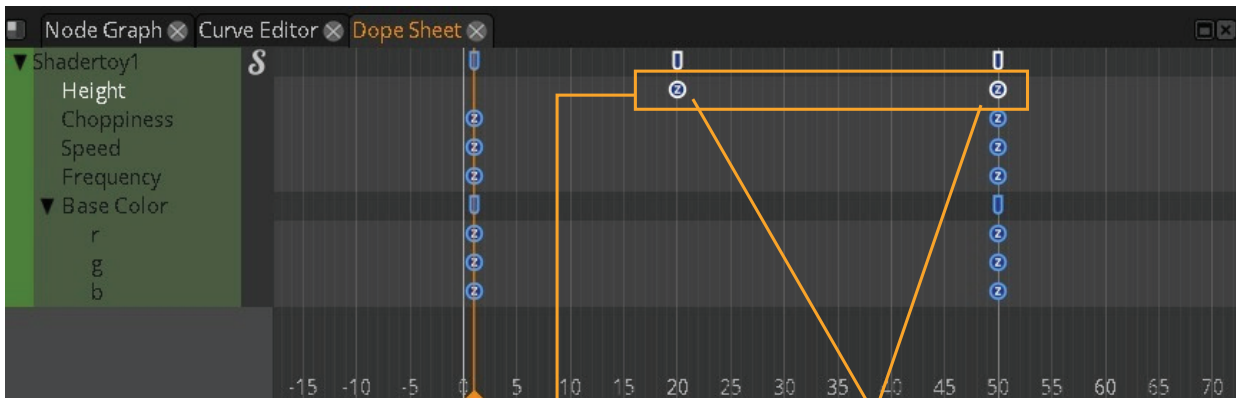 Node Graph Curve Editor Dope Sheet
Shadertoy1 S
Height
Choppiness
Speed
Frequency
Base Color
r
g
b
-15 -10 -5 0 5 10 15 20 25 30 35 40 45 50 55 60 65 70